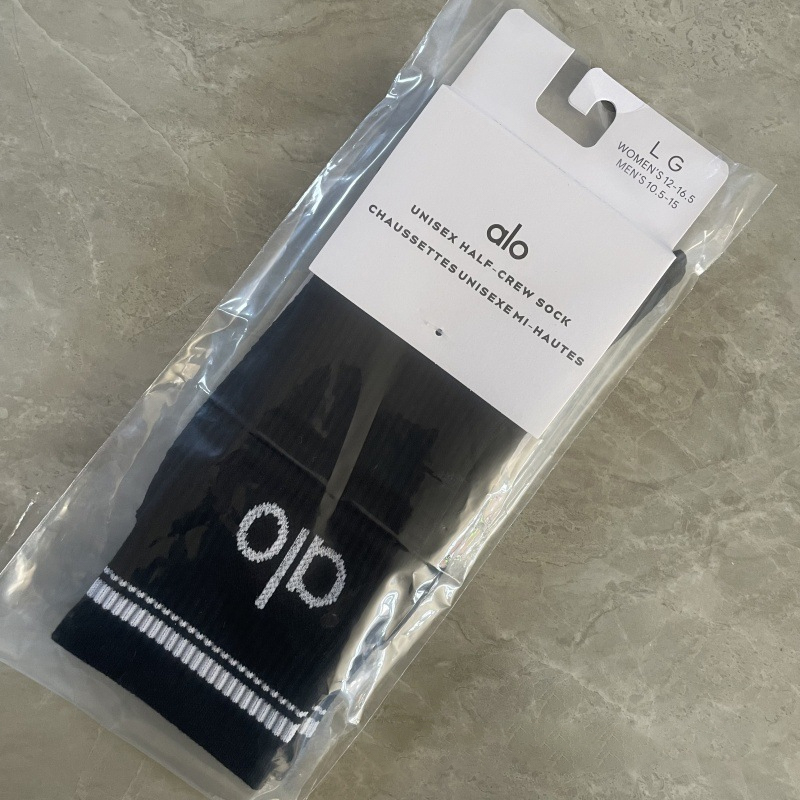 L G
WOMEN'S 12-16.5
MEN'S 10.5-15
alo
UNISEX HALF-CREW SOCK
CHAUSSETTES UNISEXE MI-HAUTES
alo